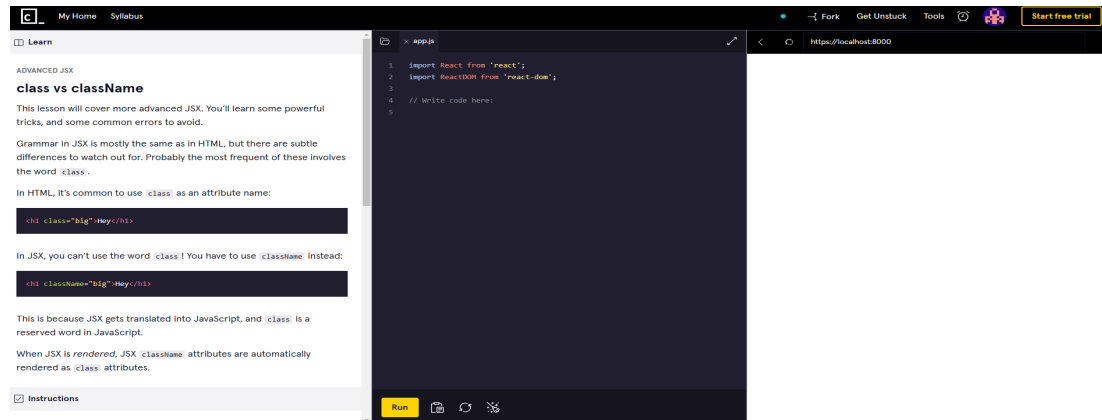 C_ My Home Syllabus Fork Get Unstuck Tools Start free trial
Learn
ADVANCED JSX
class vs className
This lesson will cover more advanced JSX. You'll learn some powerful
tricks, and some common errors to avoid.
Grammar in JSX is mostly the same as in HTML, but there are subtle
differences to watch out for. Probably the most frequent of these involves
the word class.
In HTML, it's common to use class as an attribute name:
<h1 class="big">Hey</h1>
In JSX, you can't use the word class! You have to use className instead:
<h1 className="big">Hey</h1>
This is because JSX gets translated into JavaScript, and class is a
reserved word in JavaScript.
When JSX is rendered, JSX className attributes are automatically
rendered as class attributes.
Instructions
× app.js
1 import React from 'react';
2 import ReactDOM from 'react-dom';
3
4 // Write code here:
5
Run
https://localhost:8000